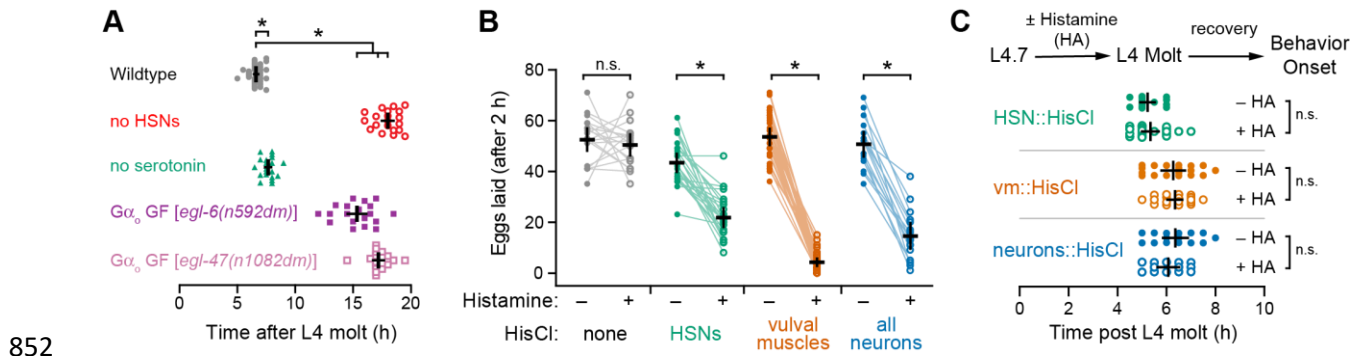 A
*
*
Wildtype
no HSNs
no serotonin
Gαo GF [egl-6(n592dm)]
Gαo GF [egl-47(n1082dm)]
0 5 10 15 20
Time after L4 molt (h)
B
n.s. * * *
80
60
40
20
0
Eggs laid (after 2 h)
Histamine: – + – + – + – +
HisCl: none HSNs vulval muscles all neurons
C
± Histamine
(HA)
recovery
L4.7 L4 Molt Behavior
Onset
HSN::HisCl
– HA
+ HA
n.s.
vm::HisCl
– HA
+ HA
n.s.
neurons::HisCl
– HA
+ HA
n.s.
0 2 4 6 8 10
Time post L4 molt (h)
852